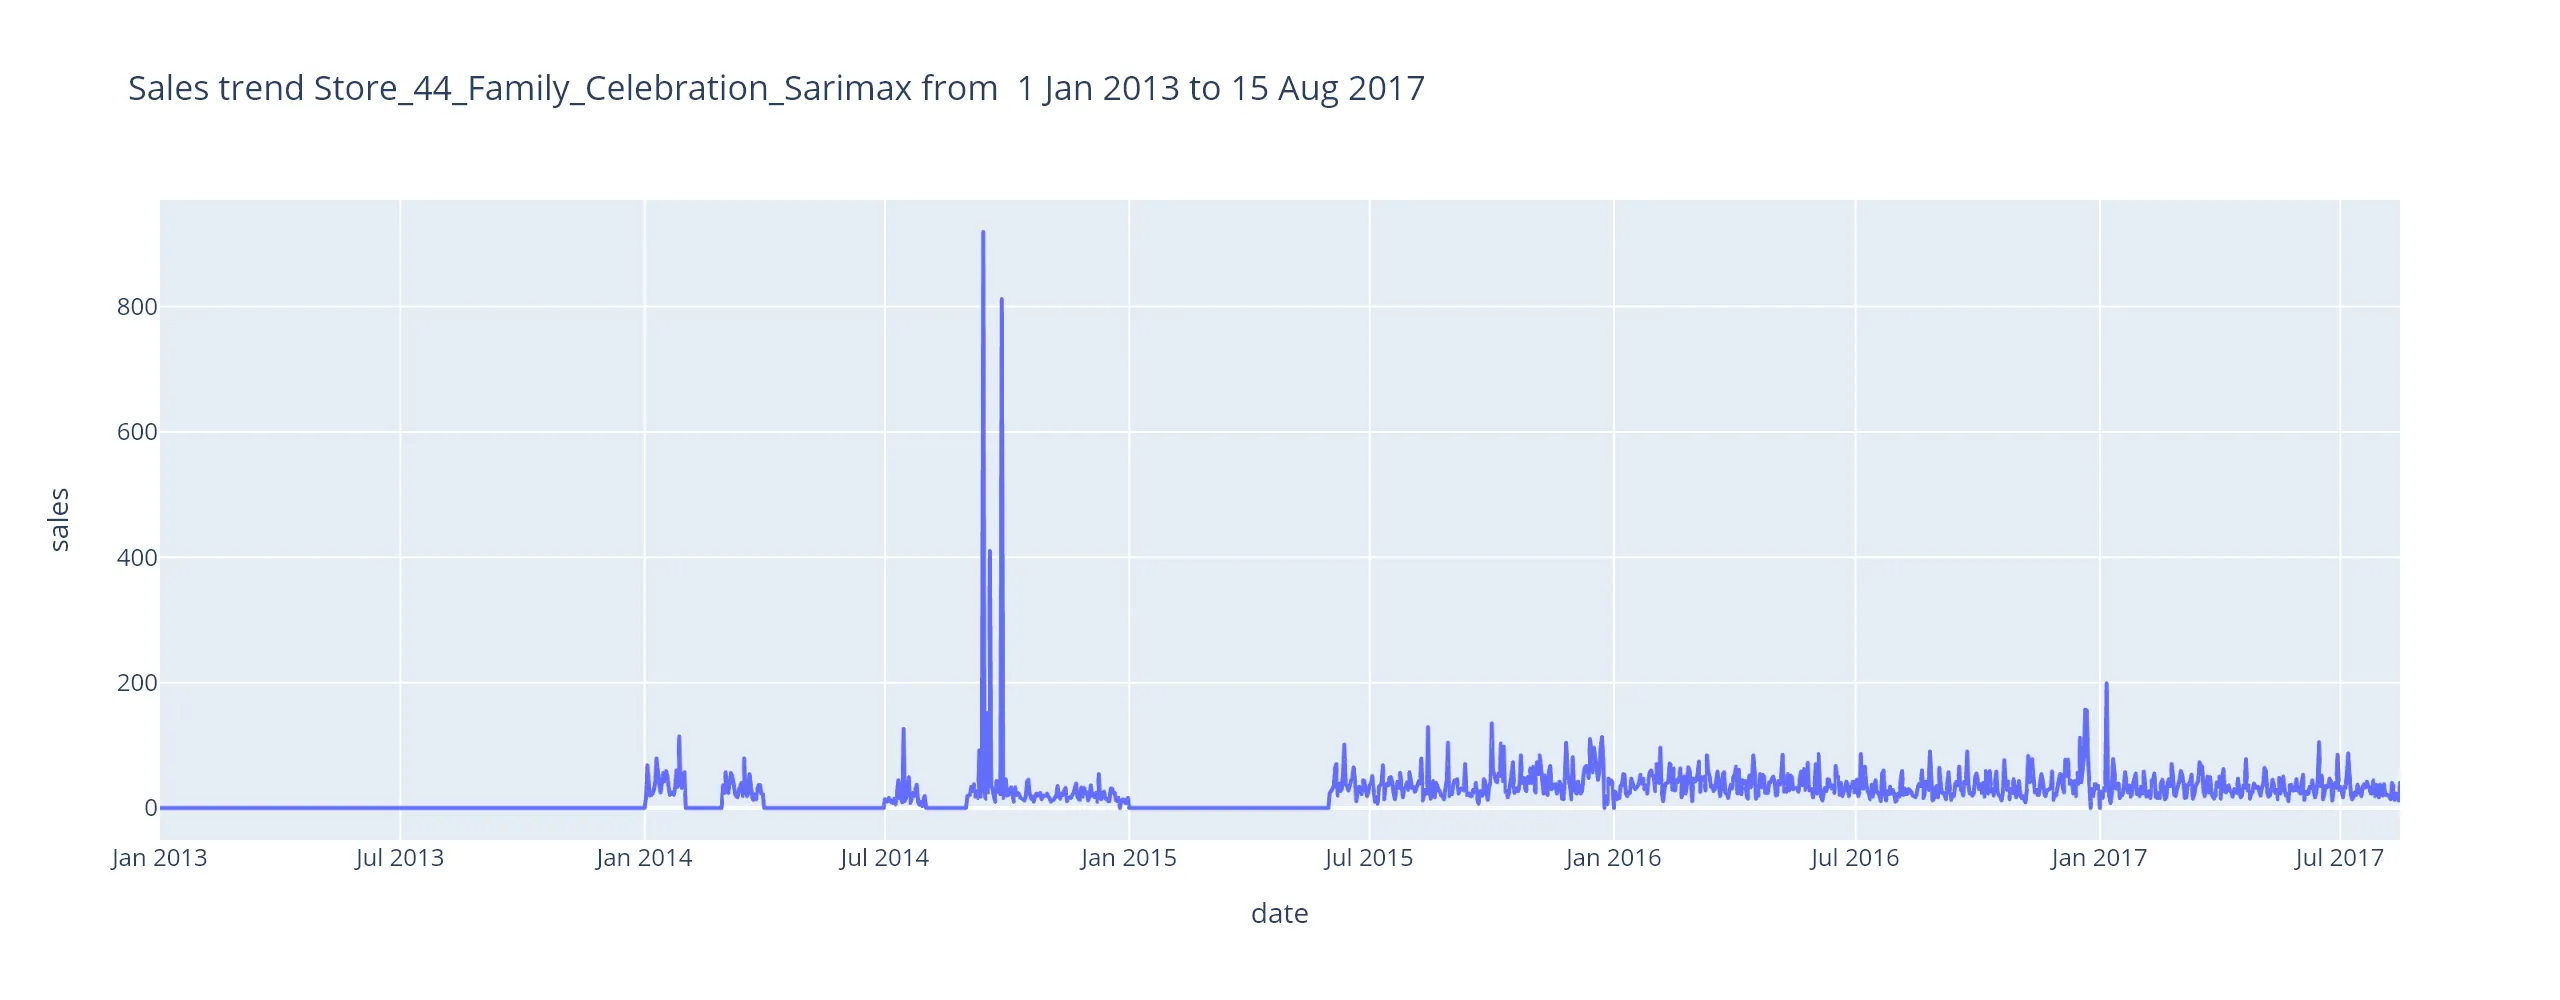 Sales trend Store_44_Family_Celebration_Sarimax from  1 Jan 2013 to 15 Aug 2017
800
600
400
200
0
sales
Jan 2013 Jul 2013 Jan 2014 Jul 2014 Jan 2015 Jul 2015 Jan 2016 Jul 2016 Jan 2017 Jul 2017
date